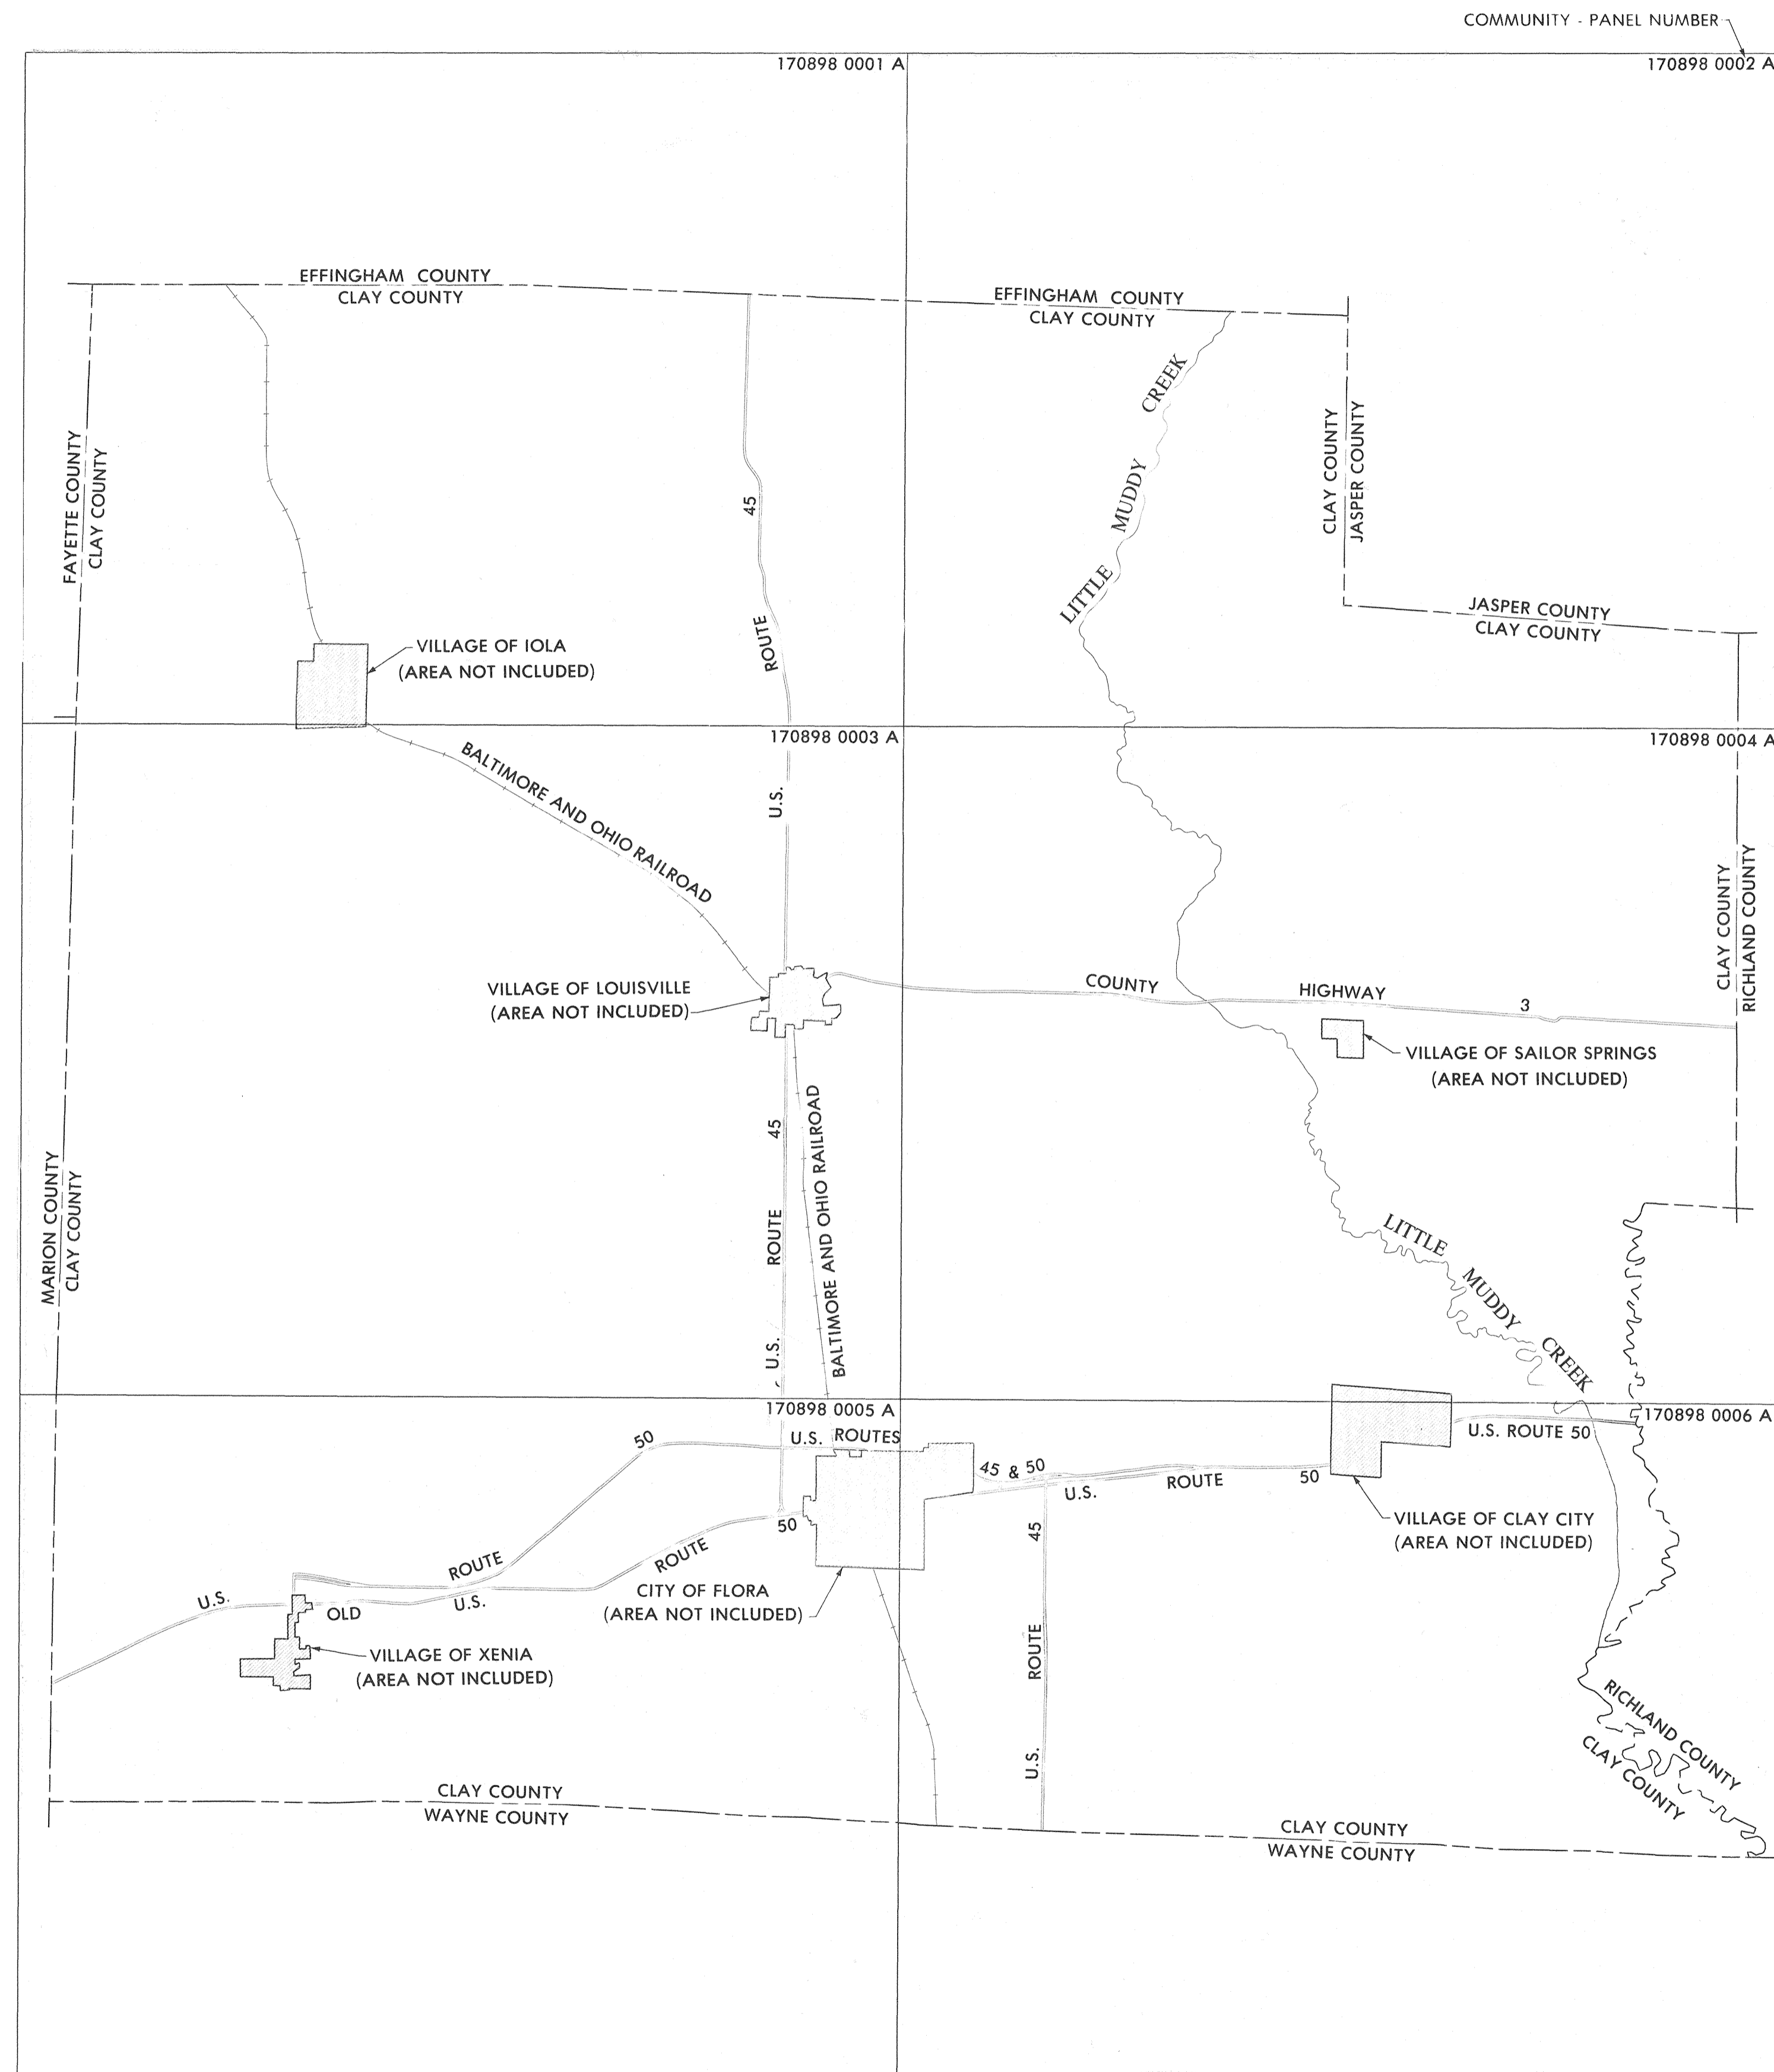 COMMUNITY - PANEL NUMBER
170898 0001 A
170898 0002 A
EFFINGHAM COUNTY
CLAY COUNTY
EFFINGHAM COUNTY
CLAY COUNTY
FAYETTE COUNTY
CLAY COUNTY
45
ROUTE
LITTLE MUDDY CREEK
CLAY COUNTY
JASPER COUNTY
JASPER COUNTY
CLAY COUNTY
VILLAGE OF IOLA
(AREA NOT INCLUDED)
170898 0003 A
170898 0004 A
BALTIMORE AND OHIO RAILROAD
U.S.
CLAY COUNTY
RICHLAND COUNTY
VILLAGE OF LOUISVILLE
(AREA NOT INCLUDED)
COUNTY HIGHWAY 3
VILLAGE OF SAILOR SPRINGS
(AREA NOT INCLUDED)
MARION COUNTY
CLAY COUNTY
U.S. ROUTE 45
BALTIMORE AND OHIO RAILROAD
LITTLE MUDDY CREEK
170898 0005 A
170898 0006 A
50
U.S. ROUTES
45 & 50
U.S. ROUTE 50
U.S. ROUTE 50
VILLAGE OF CLAY CITY
(AREA NOT INCLUDED)
50
ROUTE
ROUTE
U.S.
OLD
U.S.
CITY OF FLORA
(AREA NOT INCLUDED)
VILLAGE OF XENIA
(AREA NOT INCLUDED)
U.S. ROUTE 45
RICHLAND COUNTY
CLAY COUNTY
CLAY COUNTY
WAYNE COUNTY
CLAY COUNTY
WAYNE COUNTY